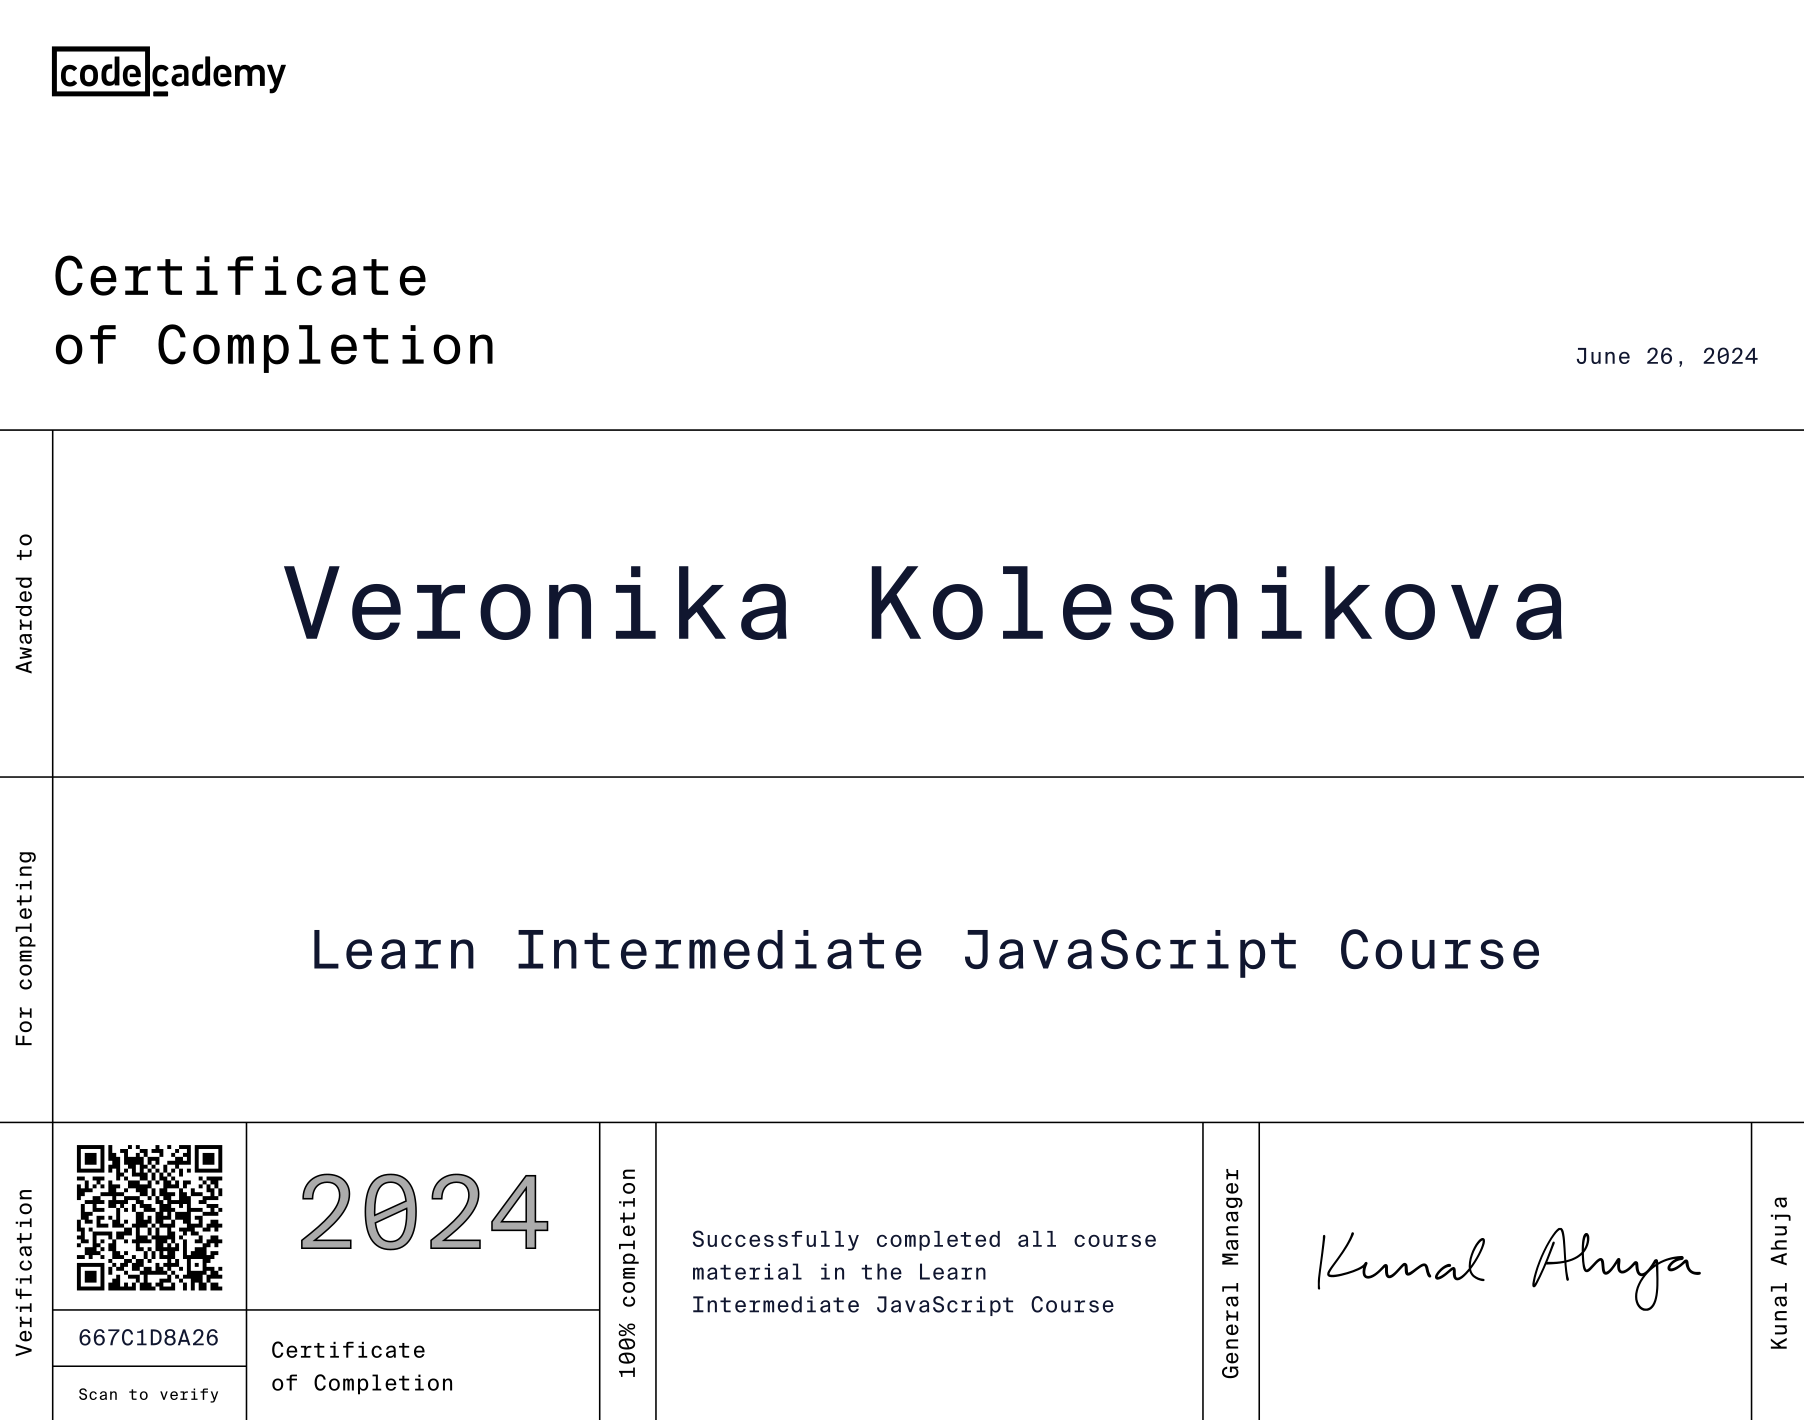 codecademy
Certificate
of Completion
June 26, 2024
Awarded to
Veronika Kolesnikova
For completing
Learn Intermediate JavaScript Course
Verification
667C1D8A26
Scan to verify
2024
Certificate
of Completion
100% completion
Successfully completed all course
material in the Learn
Intermediate JavaScript Course
General Manager
Kunal Ahuja
Kunal Ahuja